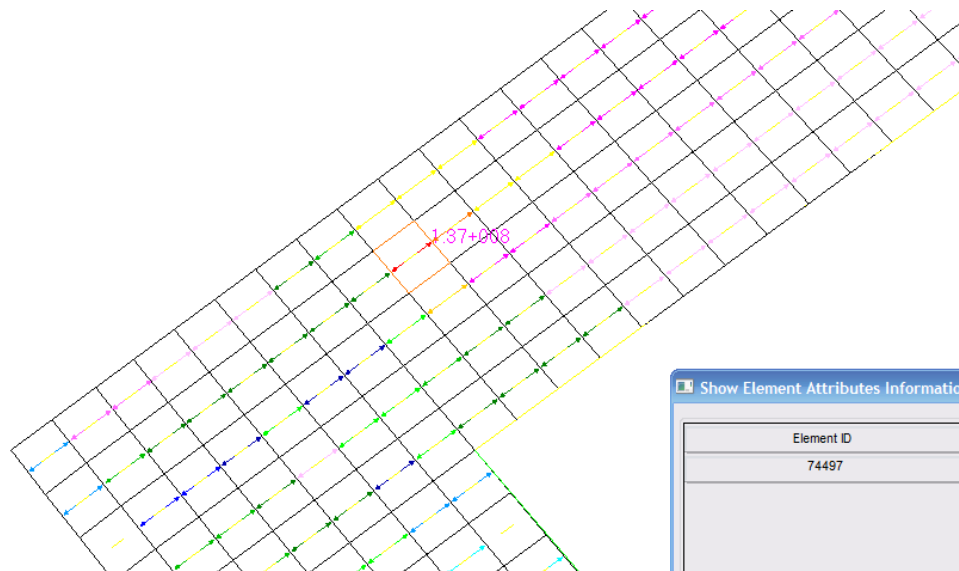 1.37+008
Show Element Attributes Informatio
Element ID
74497